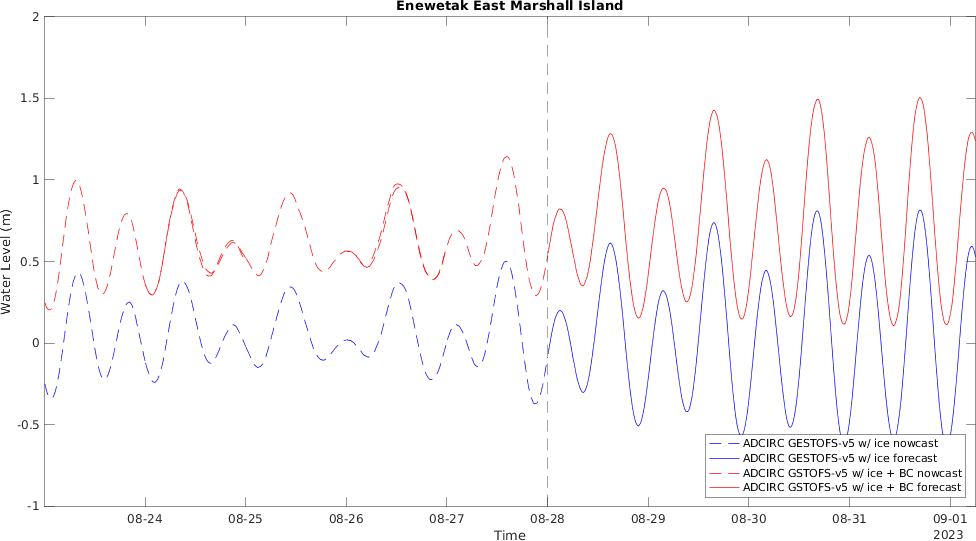 Enewetak East Marshall Island
2
1.5
1
0.5
0
-0.5
-1
Water Level (m)
ADCIRC GESTOFS-v5 w/ ice nowcast
ADCIRC GESTOFS-v5 w/ ice forecast
ADCIRC GSTOFS-v5 w/ ice + BC nowcast
ADCIRC GSTOFS-v5 w/ ice + BC forecast
08-24 08-25 08-26 08-27 08-28 08-29 08-30 08-31 09-01
2023
Time